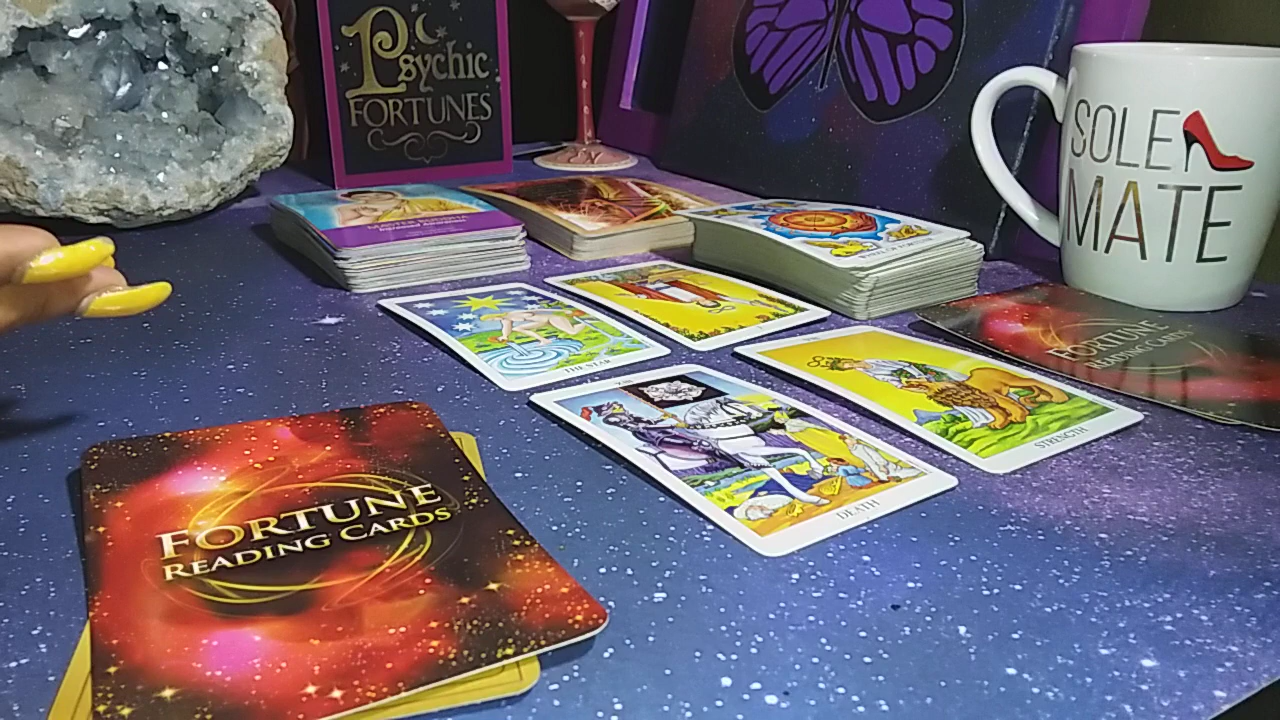 Psychic
FORTUNES
SOLE
MATE
THE STAR
STRENGTH
DEATH
FORTUNE
READING CARDS
FORTUNE
READING CARDS